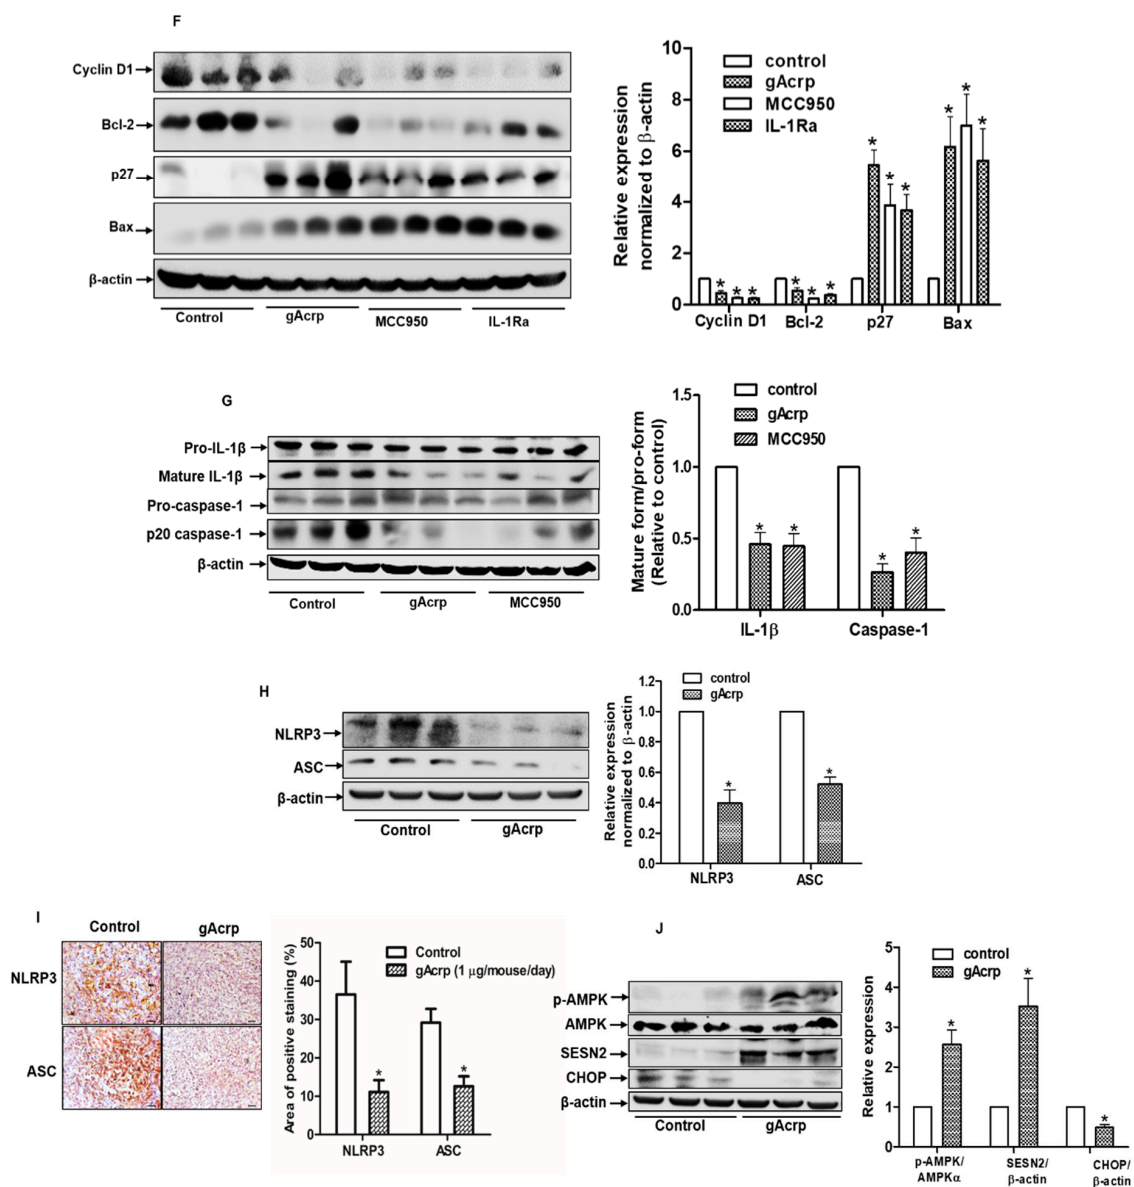 F
Cyclin D1
Bcl-2
p27
Bax
β-actin
Control
gAcrp
MCC950
IL-1Ra
Relative expression
normalized to β-actin
10
8
6
4
2
0
control
gAcrp
MCC950
IL-1Ra
* * *
* * *
* * *
* * *
Cyclin D1
Bcl-2
p27
Bax
G
Pro-IL-1β
Mature IL-1β
Pro-caspase-1
p20 caspase-1
β-actin
Control
gAcrp
MCC950
Mature form/pro-form
(Relative to control)
1.5
1.0
0.5
0.0
control
gAcrp
MCC950
* *
* *
IL-1β
Caspase-1
H
NLRP3
ASC
β-actin
Control
gAcrp
Relative expression
normalized to β-actin
1.2
1.0
0.8
0.6
0.4
0.2
0.0
control
gAcrp
*
*
NLRP3
ASC
I
Control
gAcrp
NLRP3
ASC
Area of positive staining (%)
50
40
30
20
10
0
Control
gAcrp (1 μg/mouse/day)
*
*
NLRP3
ASC
J
p-AMPK
AMPK
SESN2
CHOP
β-actin
Control
gAcrp
Relative expression
5
4
3
2
1
0
control
gAcrp
*
*
*
p-AMPK/
AMPKα
SESN2/
β-actin
CHOP/
β-actin